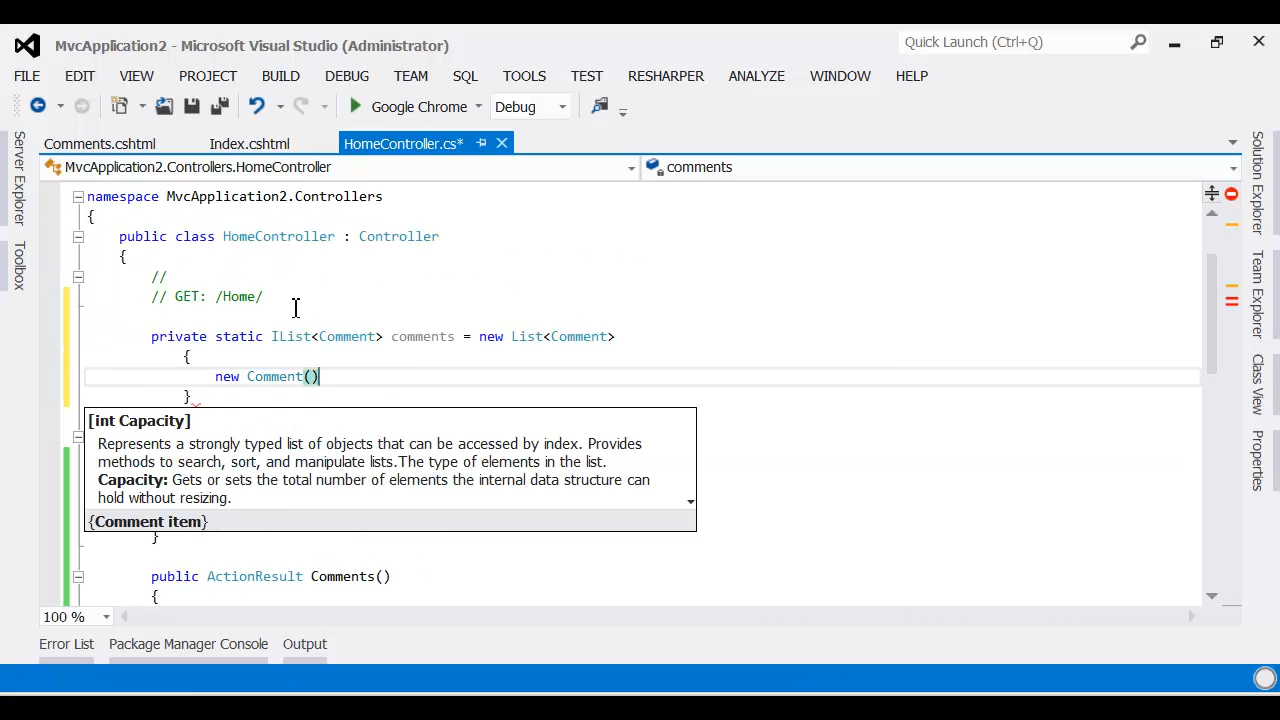 MvcApplication2 - Microsoft Visual Studio (Administrator)
Quick Launch (Ctrl+Q)
FILE EDIT VIEW PROJECT BUILD DEBUG TEAM SQL TOOLS TEST RESHARPER ANALYZE WINDOW HELP
Google Chrome Debug
Comments.cshtml Index.cshtml HomeController.cs*
MvcApplication2.Controllers.HomeController comments
Server Explorer
Toolbox
namespace MvcApplication2.Controllers
{
public class HomeController : Controller
{
//
// GET: /Home/
private static IList<Comment> comments = new List<Comment>
{
new Comment()
}
[int Capacity]
Represents a strongly typed list of objects that can be accessed by index. Provides
methods to search, sort, and manipulate lists.The type of elements in the list.
Capacity: Gets or sets the total number of elements the internal data structure can
hold without resizing.
{Comment item}
}
public ActionResult Comments()
{
100 %
Solution Explorer
Team Explorer
Class View
Properties
Error List Package Manager Console Output